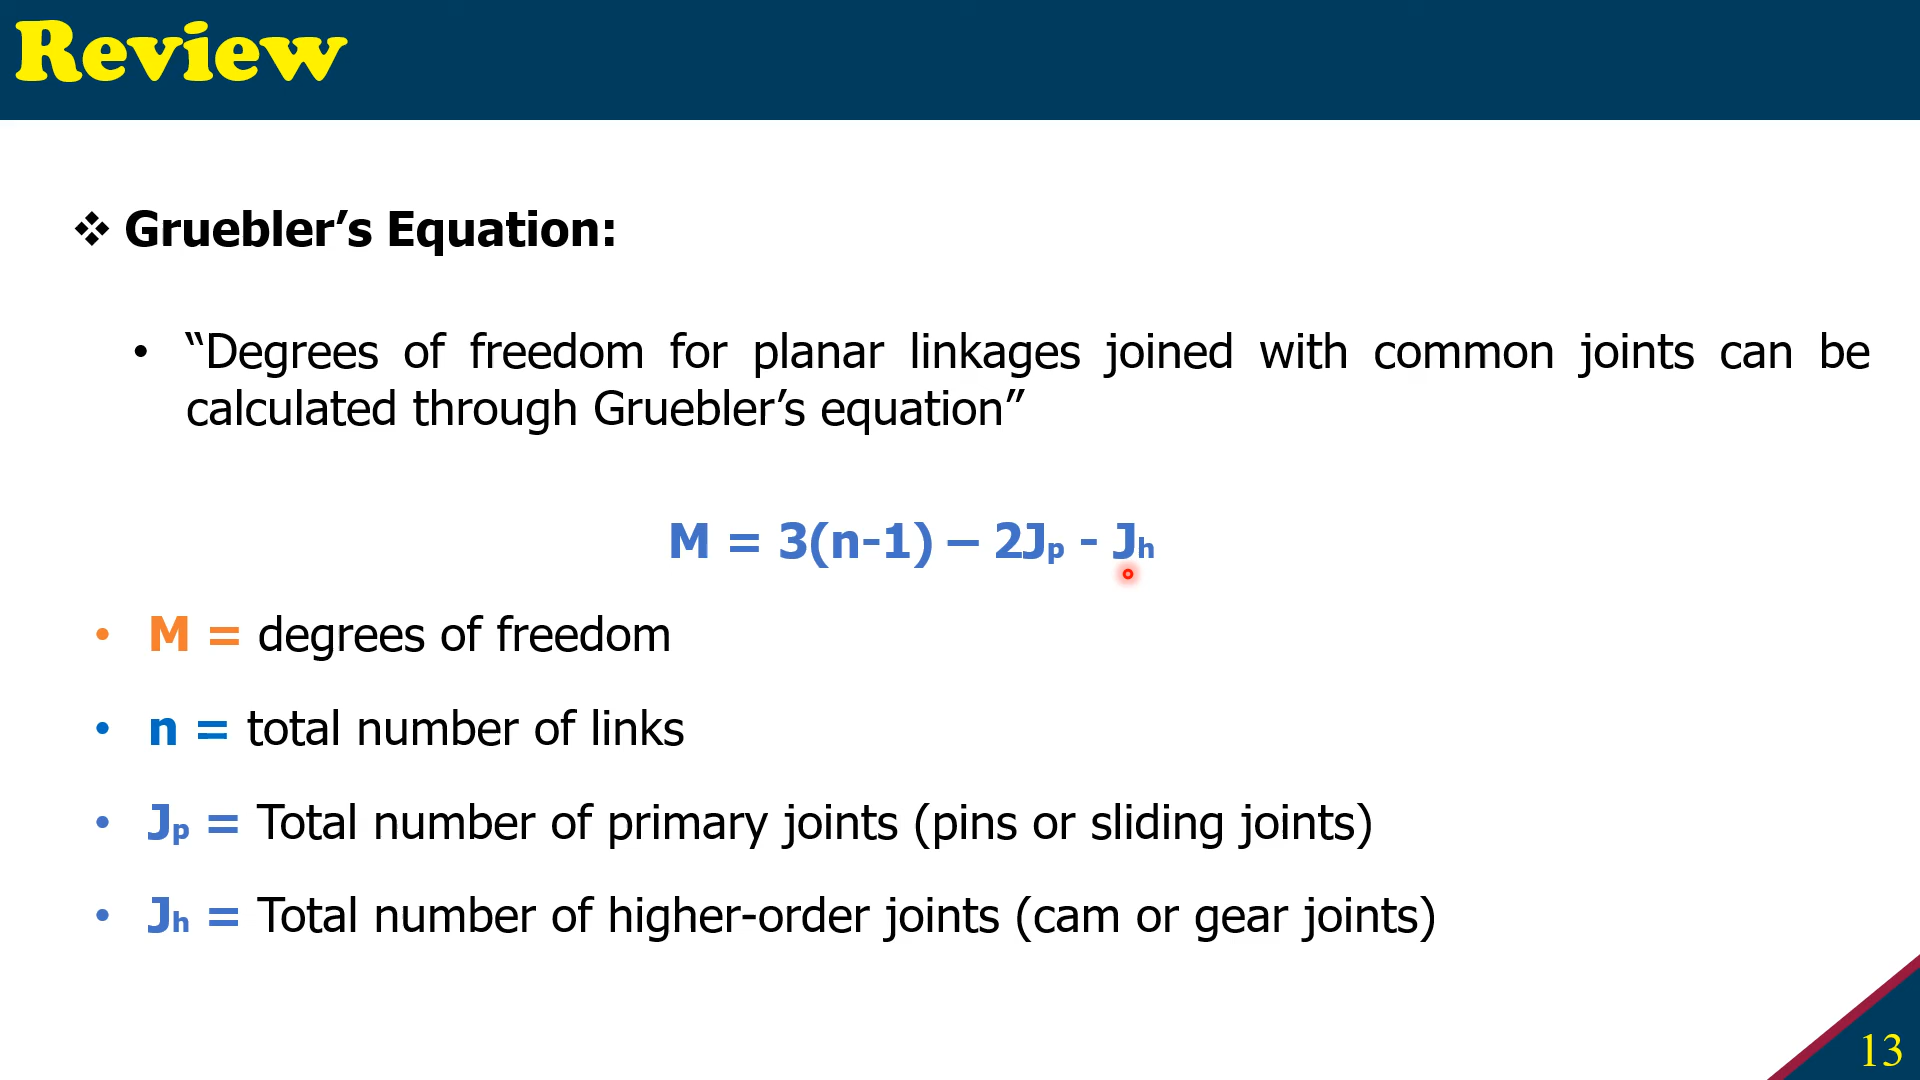 Review
❖ Gruebler’s Equation:
• “Degrees of freedom for planar linkages joined with common joints can be
calculated through Gruebler’s equation”
M = 3(n-1) – 2Jp - Jh
• M = degrees of freedom
• n = total number of links
• Jp = Total number of primary joints (pins or sliding joints)
• Jh = Total number of higher-order joints (cam or gear joints)
13